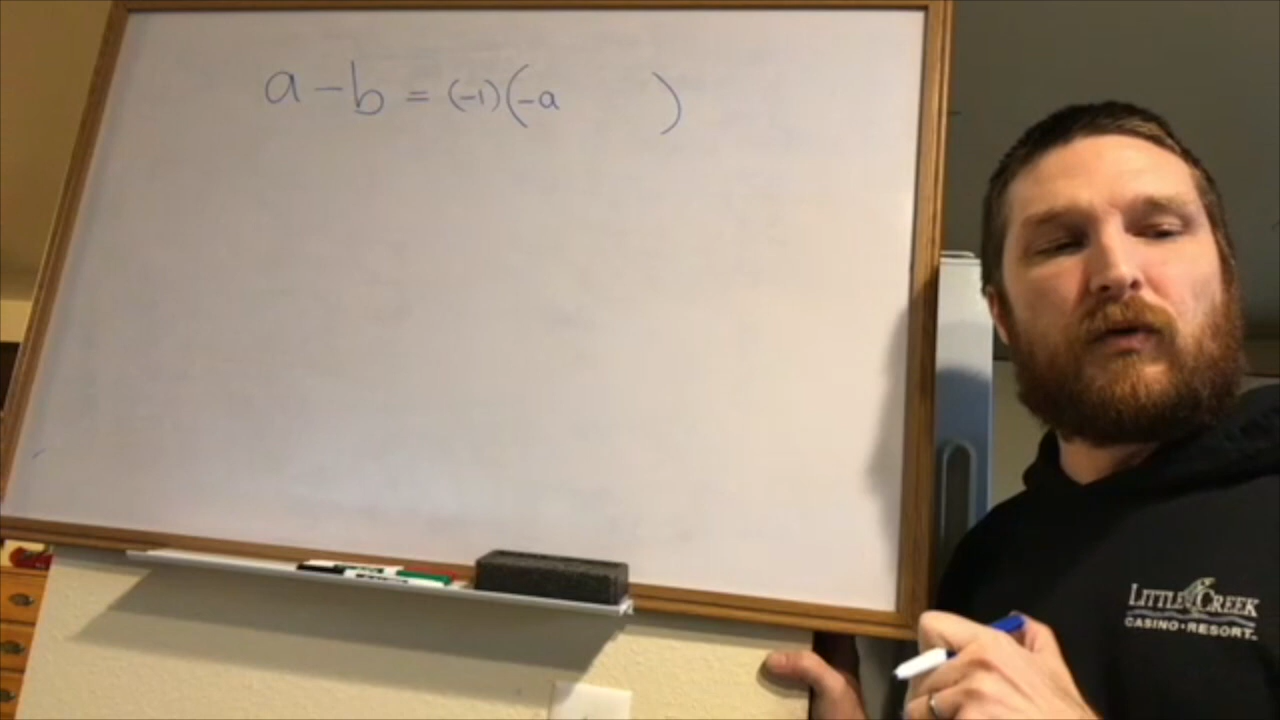 a - b = (-1)(-a )
LITTLE CREEK
CASINO • RESORT